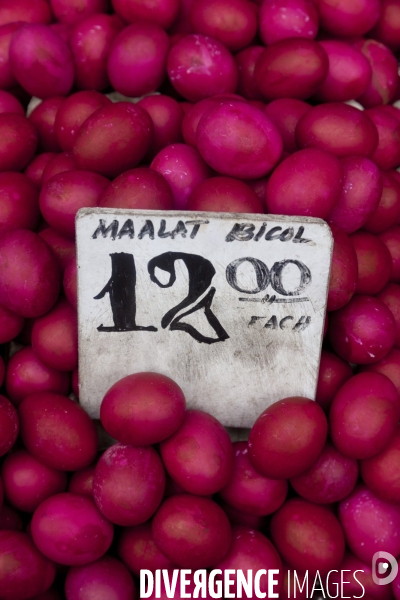 MAALAT BICOL
12 00
EACH
DIVERGENCE IMAGES
D